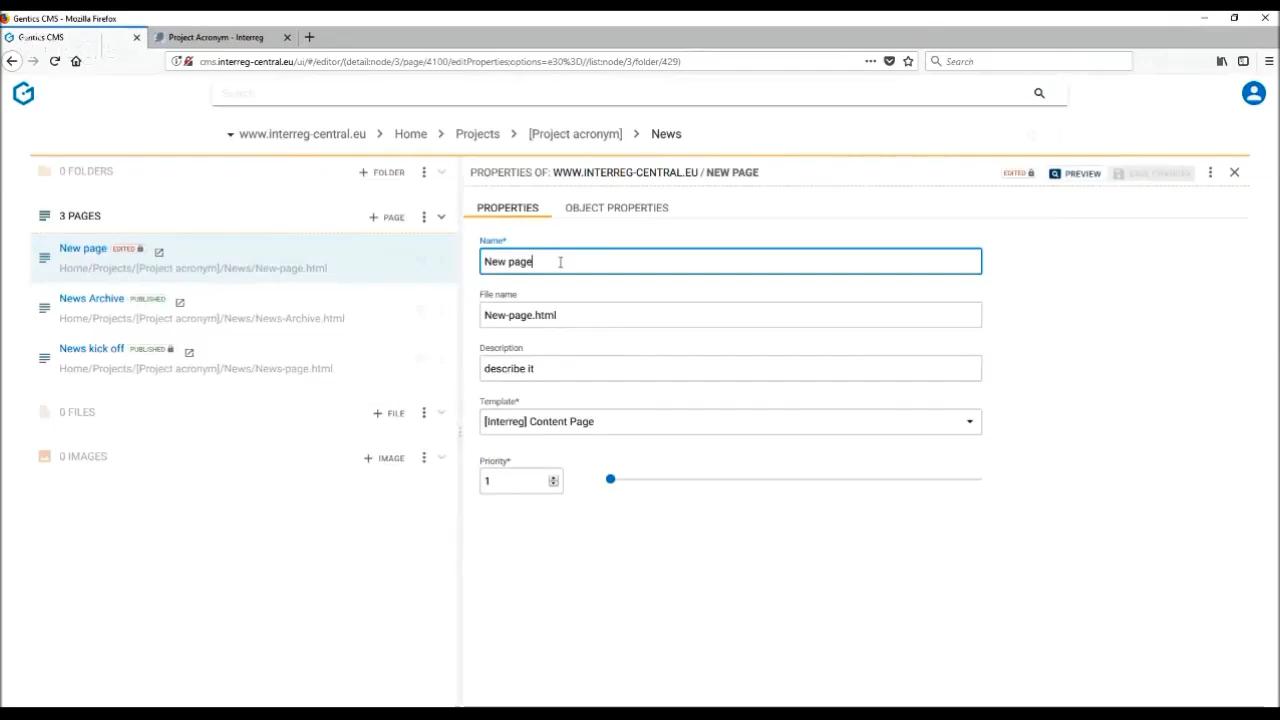 Gentics CMS - Mozilla Firefox
Gentics CMS
Project Acronym - Interreg
cms.interreg-central.eu/ui/#/editor/(detail:node/3/page/4100/editProperties;options=e30%3D//list:node/3/folder/429)
Search
Search
www.interreg-central.eu > Home > Projects > [Project acronym] > News
0 FOLDERS
+ FOLDER
3 PAGES
+ PAGE
New page EDITED
Home/Projects/[Project acronym]/News/New-page.html
News Archive PUBLISHED
Home/Projects/[Project acronym]/News/News-Archive.html
News kick off PUBLISHED
Home/Projects/[Project acronym]/News/News-page.html
0 FILES
+ FILE
0 IMAGES
+ IMAGE
PROPERTIES OF: WWW.INTERREG-CENTRAL.EU / NEW PAGE
EDITED
PREVIEW
SAVE CHANGES
PROPERTIES
OBJECT PROPERTIES
Name*
New page
File name
New-page.html
Description
describe it
Template*
[Interreg] Content Page
Priority*
1